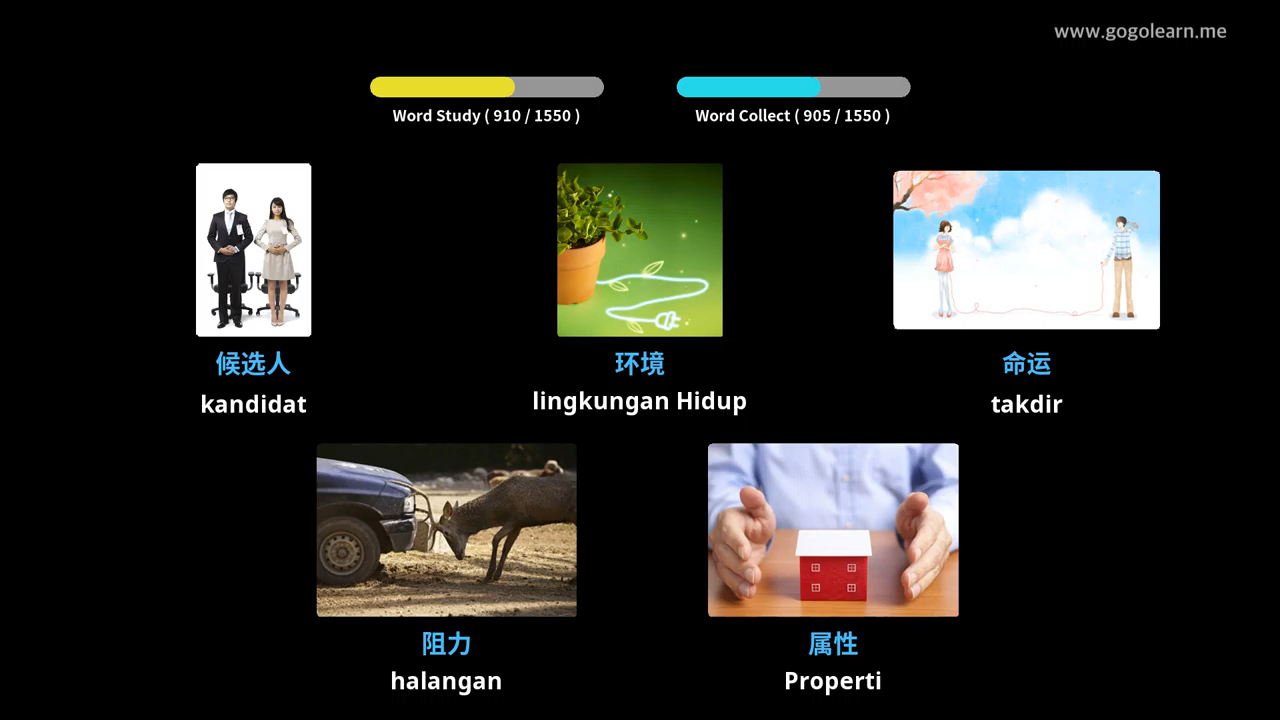 www.gogolearn.me
Word Study ( 910 / 1550 )
Word Collect ( 905 / 1550 )
候选人
kandidat
环境
lingkungan Hidup
命运
takdir
阻力
halangan
属性
Properti